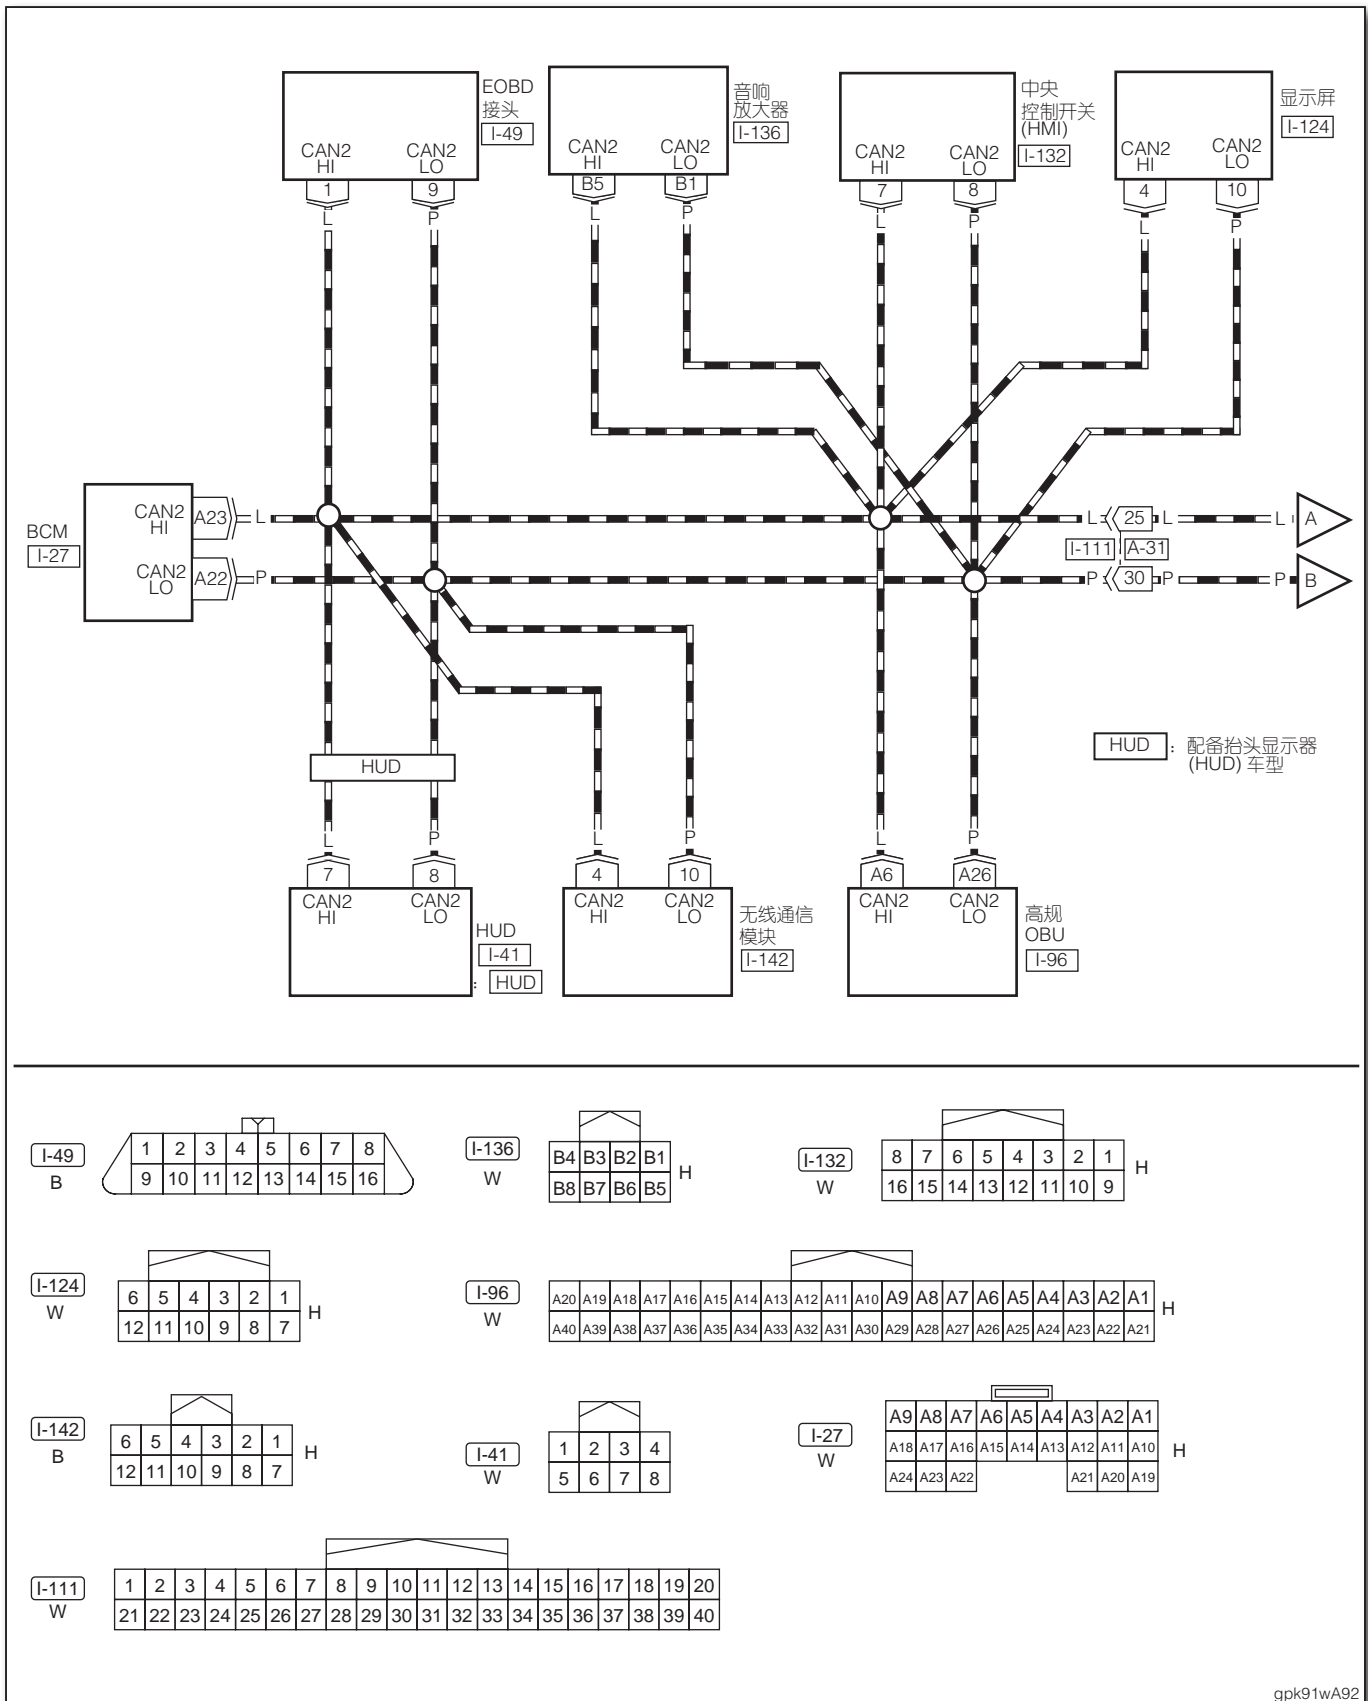 EOBD
接头
I-49
CAN2
HI
CAN2
LO
1
9
L
P
音响
放大器
I-136
CAN2
HI
CAN2
LO
B5
B1
L
P
中央
控制开关
(HMI)
I-132
CAN2
HI
CAN2
LO
7
8
L
P
显示屏
I-124
CAN2
HI
CAN2
LO
4
10
L
P
BCM
I-27
CAN2
HI
A23
L
CAN2
LO
A22
P
L
25
L
L
A
I-111
A-31
P
30
P
P
B
HUD
HUD
:
配备抬头显示器
(HUD) 车型
L
P
7
8
CAN2
HI
CAN2
LO
HUD
I-41
: HUD
L
P
4
10
CAN2
HI
CAN2
LO
无线通信
模块
I-142
L
P
A6
A26
CAN2
HI
CAN2
LO
高规
OBU
I-96
I-49
B
1 2 3 4 5 6 7 8
9 10 11 12 13 14 15 16
I-136
W
B4 B3 B2 B1
B8 B7 B6 B5
H
I-132
W
8 7 6 5 4 3 2 1
16 15 14 13 12 11 10 9
H
I-124
W
6 5 4 3 2 1
12 11 10 9 8 7
H
I-96
W
A20 A19 A18 A17 A16 A15 A14 A13 A12 A11 A10 A9 A8 A7 A6 A5 A4 A3 A2 A1
A40 A39 A38 A37 A36 A35 A34 A33 A32 A31 A30 A29 A28 A27 A26 A25 A24 A23 A22 A21
H
I-142
B
6 5 4 3 2 1
12 11 10 9 8 7
H
I-41
W
1 2 3 4
5 6 7 8
I-27
W
A9 A8 A7 A6 A5 A4 A3 A2 A1
A18 A17 A16 A15 A14 A13 A12 A11 A10
A24 A23 A22 A21 A20 A19
H
I-111
W
1 2 3 4 5 6 7 8 9 10 11 12 13 14 15 16 17 18 19 20
21 22 23 24 25 26 27 28 29 30 31 32 33 34 35 36 37 38 39 40
gpk91wA92